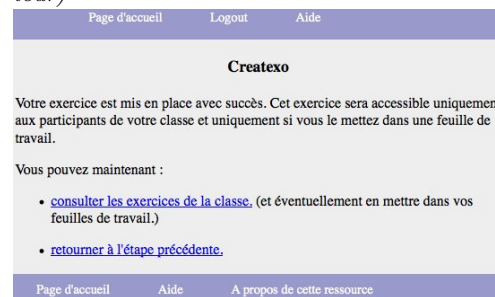 Page d'accueil Logout Aide
Createxo
Votre exercice est mis en place avec succès. Cet exercice sera accessible uniquemen
aux participants de votre classe et uniquement si vous le mettez dans une feuille de
travail.
Vous pouvez maintenant :
• consulter les exercices de la classe. (et éventuellement en mettre dans vos
feuilles de travail.)
• retourner à l'étape précédente.
Page d'accueil Aide A propos de cette ressource